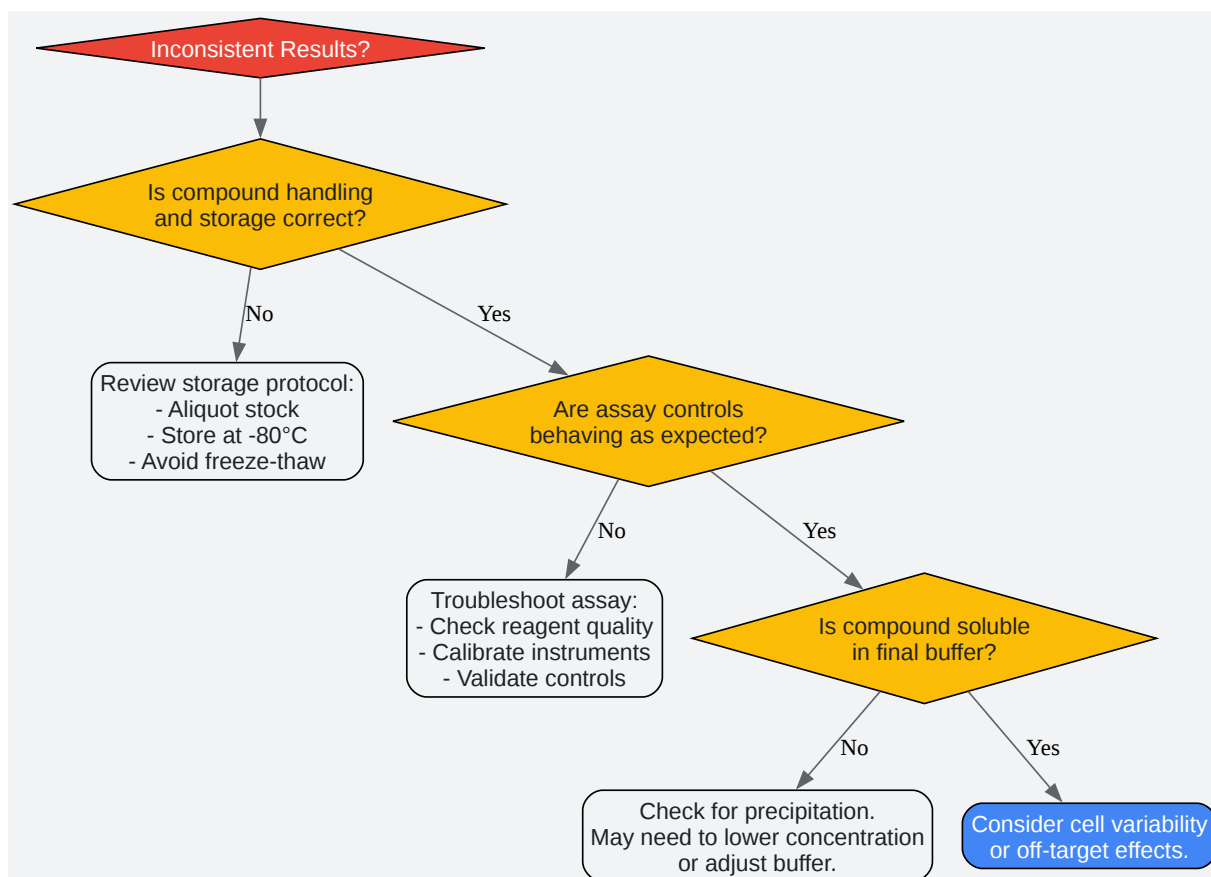 Inconsistent Results?
Is compound handling
and storage correct?
No
Yes
Review storage protocol:
- Aliquot stock
- Store at -80°C
- Avoid freeze-thaw
Are assay controls
behaving as expected?
No
Yes
Troubleshoot assay:
- Check reagent quality
- Calibrate instruments
- Validate controls
Is compound soluble
in final buffer?
No
Yes
Check for precipitation.
May need to lower concentration
or adjust buffer.
Consider cell variability
or off-target effects.